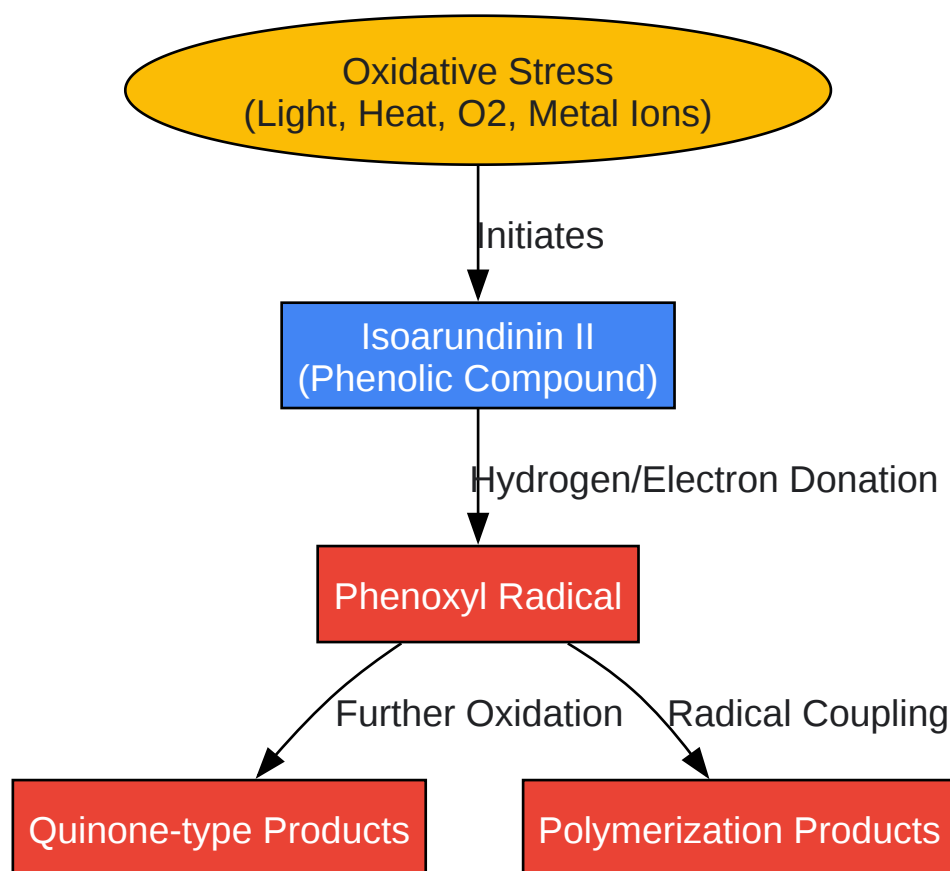 Oxidative Stress
(Light, Heat, O2, Metal Ions)
Initiates
Isoarundinin II
(Phenolic Compound)
Hydrogen/Electron Donation
Phenoxyl Radical
Further Oxidation
Radical Coupling
Quinone-type Products
Polymerization Products